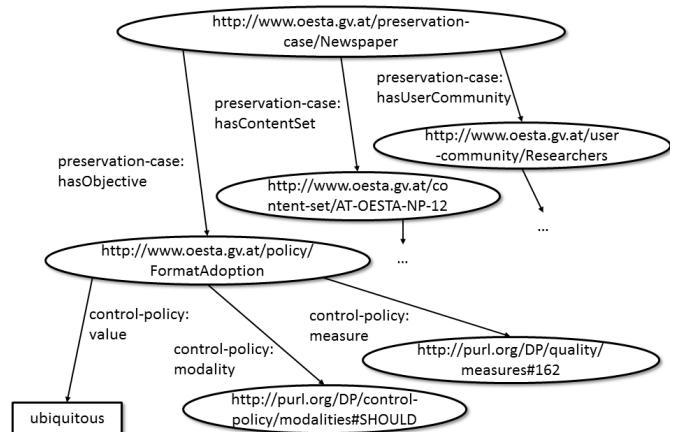 http://www.oesta.gv.at/preservation-
case/Newspaper
preservation-case:
hasUserCommunity
preservation-case:
hasContentSet
http://www.oesta.gv.at/user
-community/Researchers
preservation-case:
hasObjective
http://www.oesta.gv.at/co
ntent-set/AT-OESTA-NP-12
...
...
http://www.oesta.gv.at/policy/
FormatAdoption
control-policy:
value
control-policy:
modality
control-policy:
measure
http://purl.org/DP/quality/
measures#162
ubiquitous
http://purl.org/DP/control-
policy/modalities#SHOULD